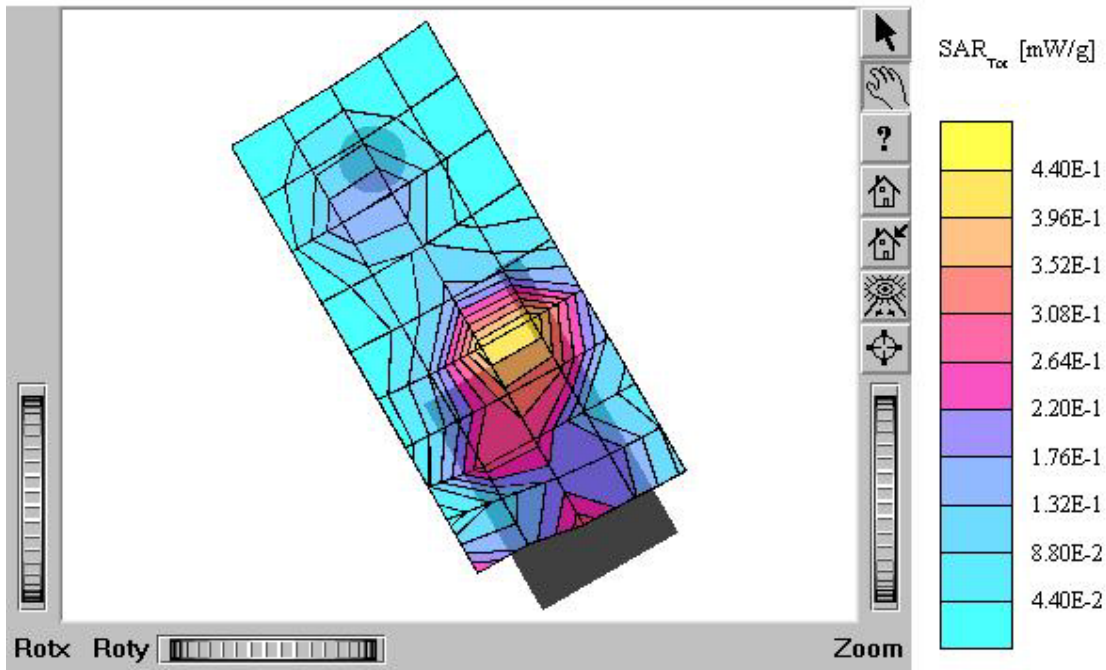 SAR_Tot [mW/g]
?
4.40E-1
3.96E-1
3.52E-1
3.08E-1
2.64E-1
2.20E-1
1.76E-1
1.32E-1
8.80E-2
4.40E-2
Rotx Roty Zoom